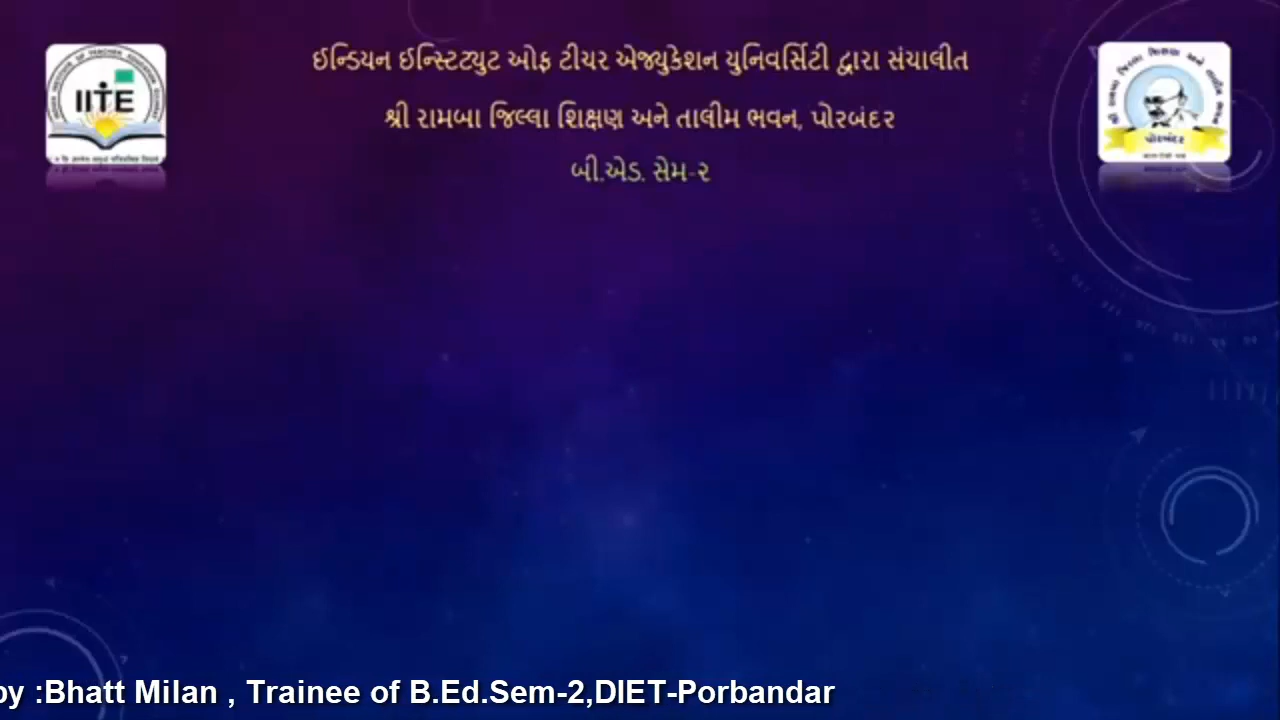 ઈન્ડિયન ઈન્સ્ટિટ્યુટ ઓફ ટીચર એજ્યુકેશન યુનિવર્સિટી દ્વારા સંચાલીત
શ્રી રામબા જિલ્લા શિક્ષણ અને તાલીમ ભવન, પોરબંદર
બી.એડ. સેમ-૨
IITE
પોરબંદર
by :Bhatt Milan , Trainee of B.Ed.Sem-2,DIET-Porbandar